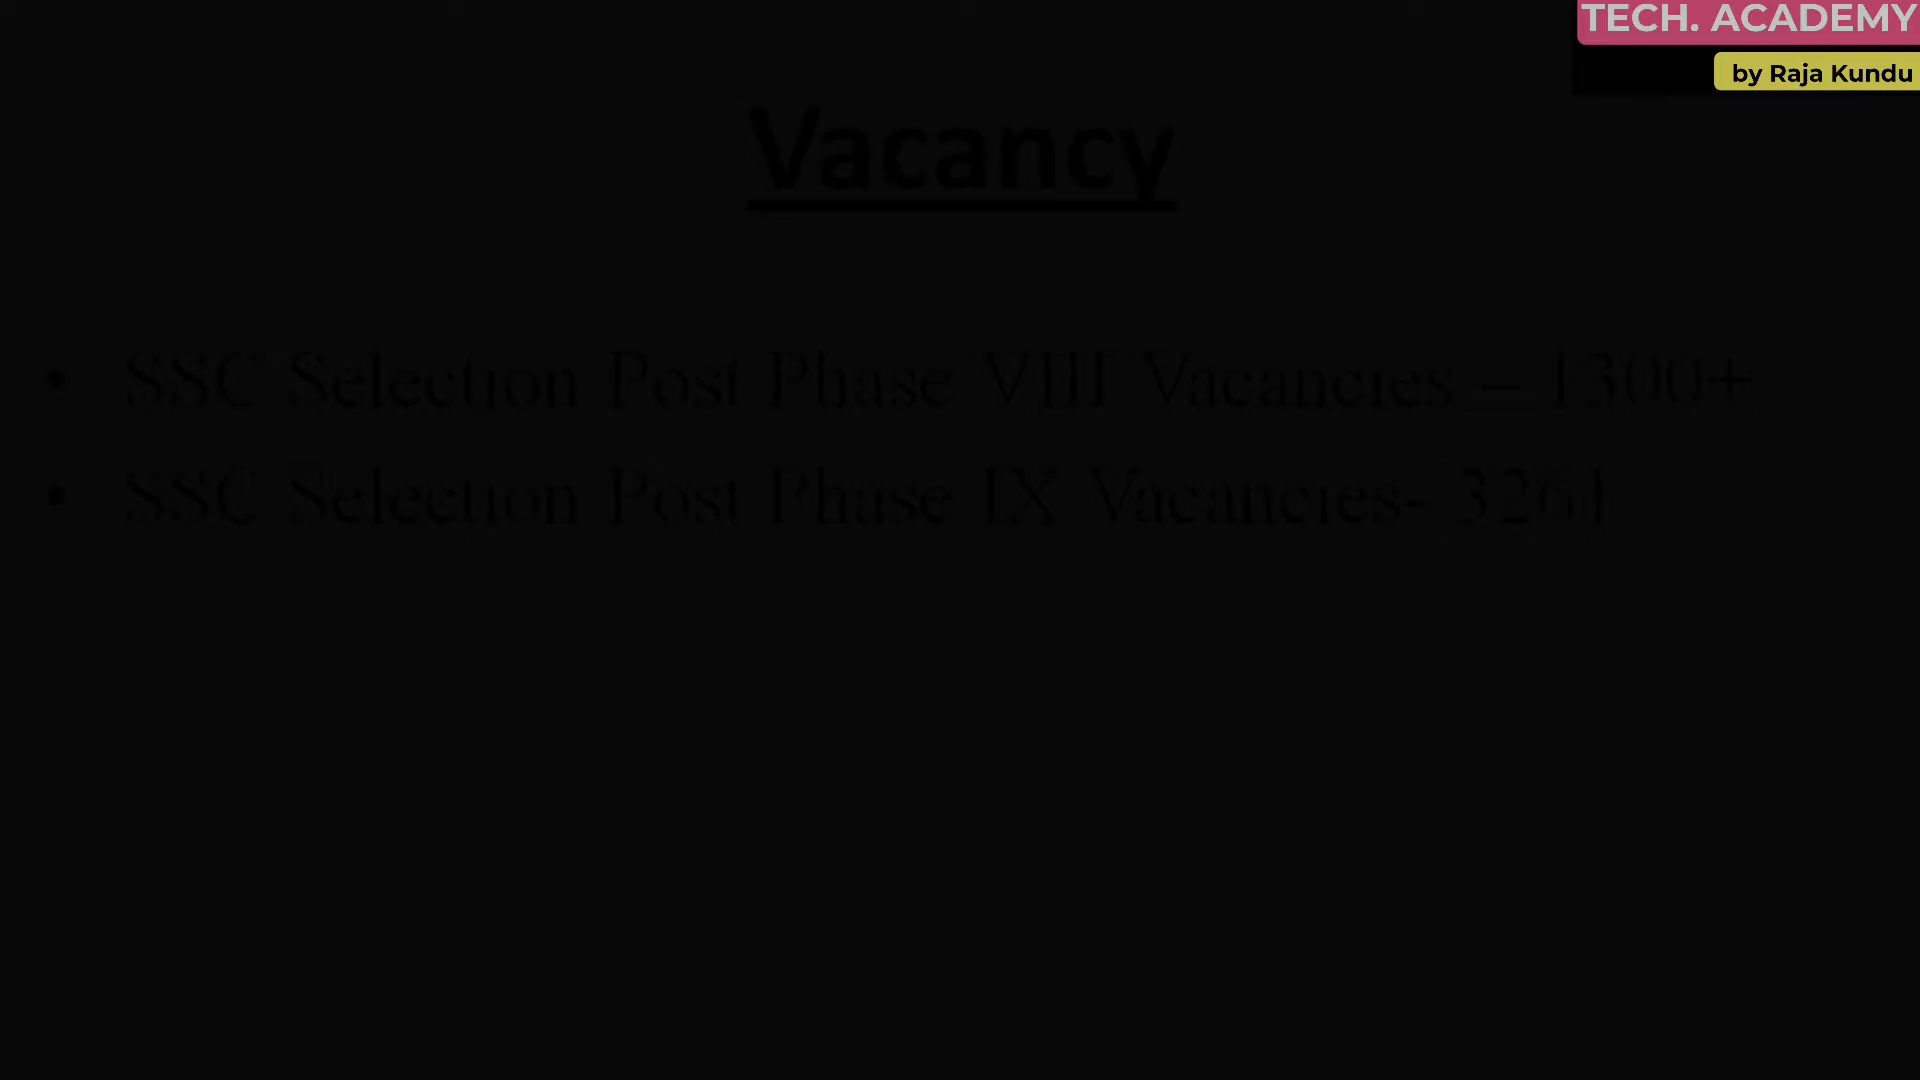 TECH. ACADEMY
by Raja Kundu
Vacancy
• SSC Selection Post Phase VIII Vacancies – 1300+
• SSC Selection Post Phase IX Vacancies- 3261